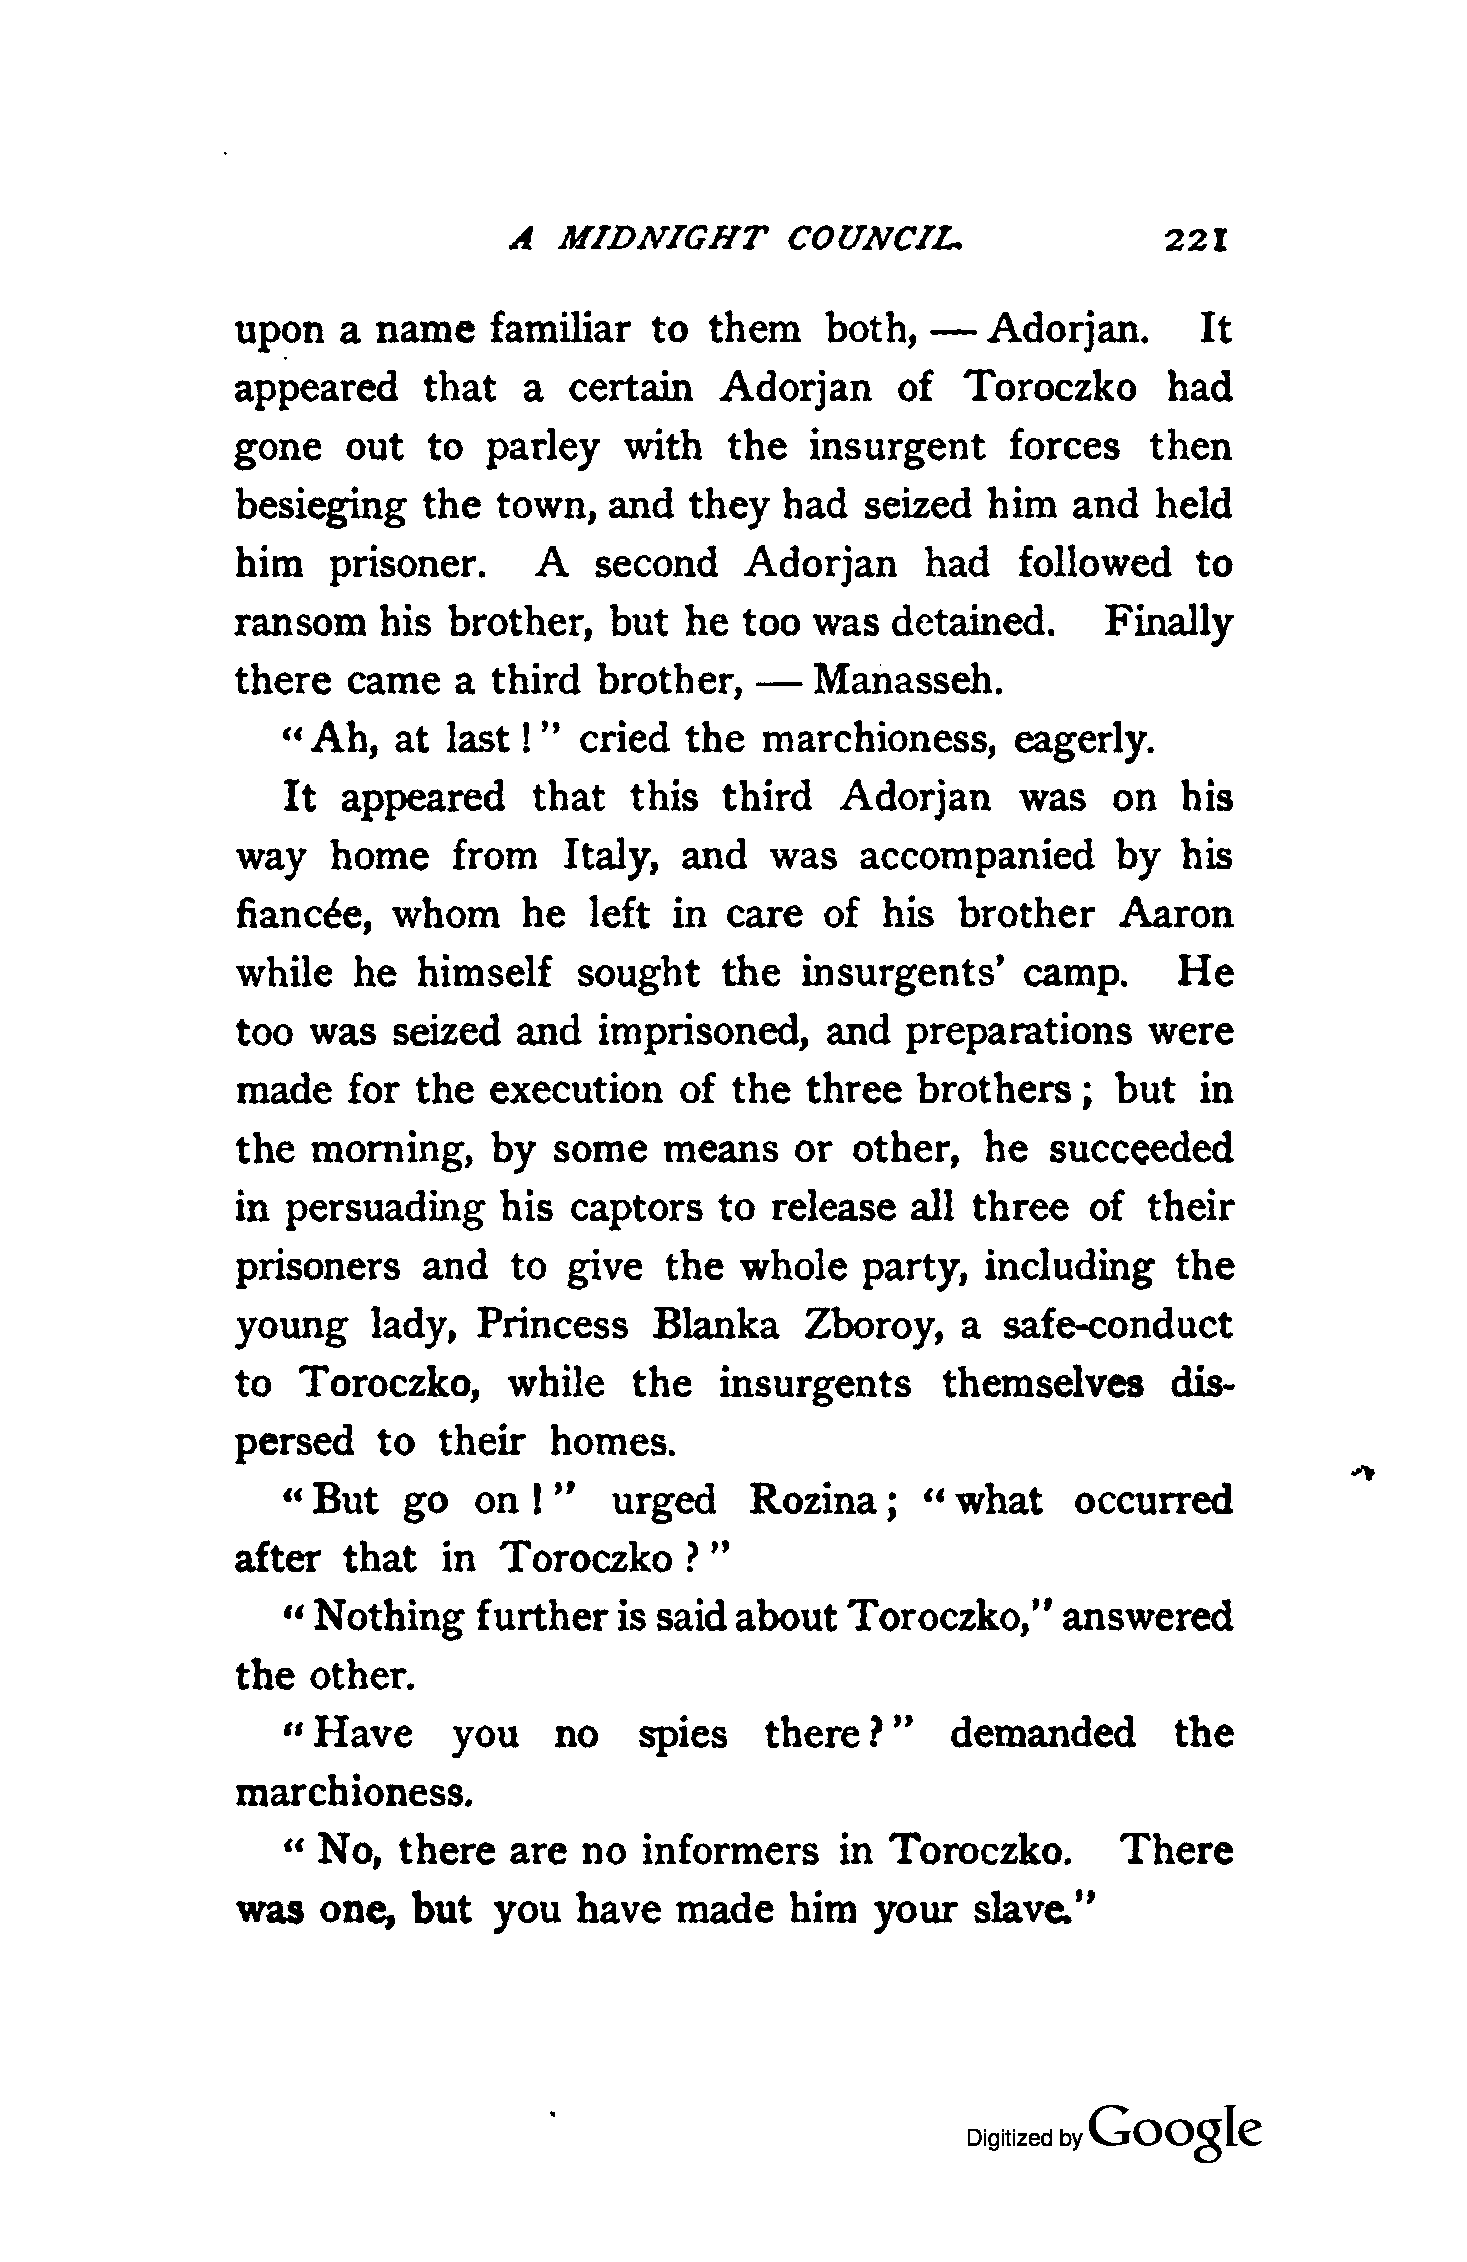 A MIDNIGHT COUNCIL. 221
upon a name familiar to them both, — Adorjan. It
appeared that a certain Adorjan of Toroczko had
gone out to parley with the insurgent forces then
besieging the town, and they had seized him and held
him prisoner. A second Adorjan had followed to
ransom his brother, but he too was detained. Finally
there came a third brother, — Manasseh.
"Ah, at last!" cried the marchioness, eagerly.
It appeared that this third Adorjan was on his
way home from Italy, and was accompanied by his
fiancée, whom he left in care of his brother Aaron
while he himself sought the insurgents' camp. He
too was seized and imprisoned, and preparations were
made for the execution of the three brothers; but in
the morning, by some means or other, he succeeded
in persuading his captors to release all three of their
prisoners and to give the whole party, including the
young lady, Princess Blanka Zboroy, a safe-conduct
to Toroczko, while the insurgents themselves dis-
persed to their homes.
"But go on!" urged Rozina; "what occurred
after that in Toroczko?"
"Nothing further is said about Toroczko," answered
the other.
"Have you no spies there?" demanded the
marchioness.
"No, there are no informers in Toroczko. There
was one, but you have made him your slave."
Digitized by Google